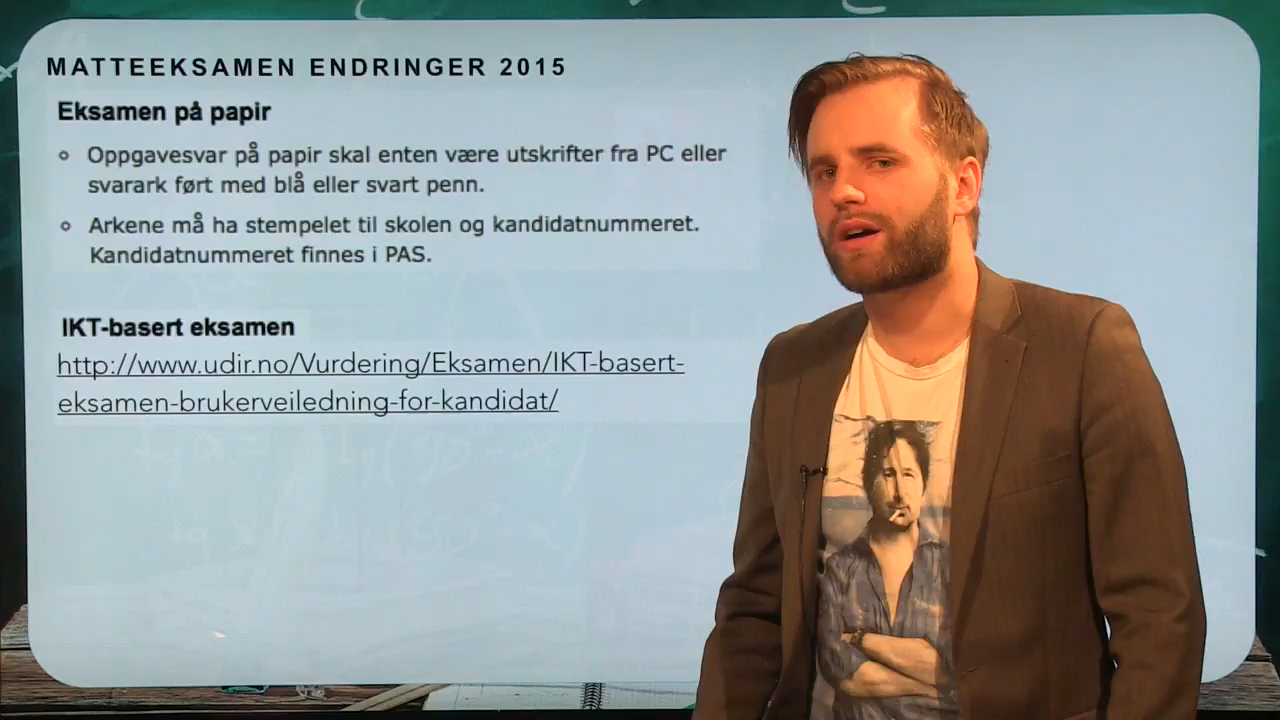 MATTEEKSAMEN ENDRINGER 2015
Eksamen på papir
Oppgavesvar på papir skal enten være utskrifter fra PC eller
svarark ført med blå eller svart penn.
Arkene må ha stempelet til skolen og kandidatnummeret.
Kandidatnummeret finnes i PAS.
IKT-basert eksamen
http://www.udir.no/Vurdering/Eksamen/IKT-basert-
eksamen-brukerveiledning-for-kandidat/